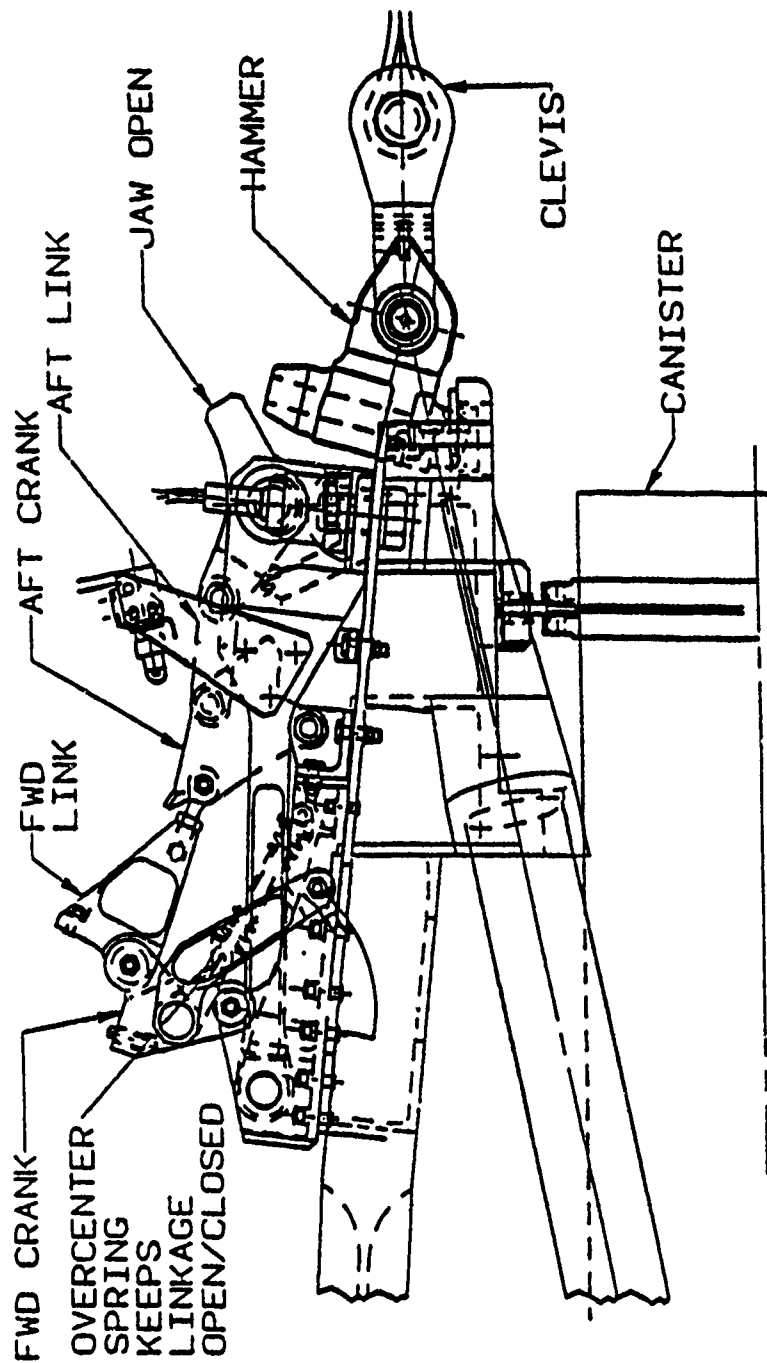 FWD CRANK
OVERCENTER
SPRING
KEEPS
LINKAGE
OPEN/CLOSED
FWD
LINK
AFT CRANK
AFT LINK
JAW OPEN
HAMMER
CLEVIS
CANISTER